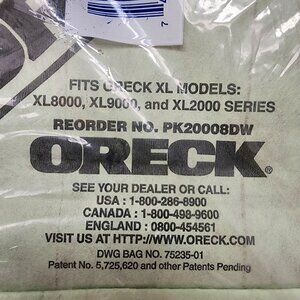 FITS ORECK XL MODELS:
XL8000, XL9000, and XL2000 SERIES
REORDER NO. PK20008DW
ORECK®
SEE YOUR DEALER OR CALL:
USA : 1-800-286-8900
CANADA : 1-800-498-9600
ENGLAND : 0800-454561
VISIT US AT HTTP://WWW.ORECK.COM
DWG BAG NO. 75235-01
Patent No. 5,725,620 and other Patents Pending